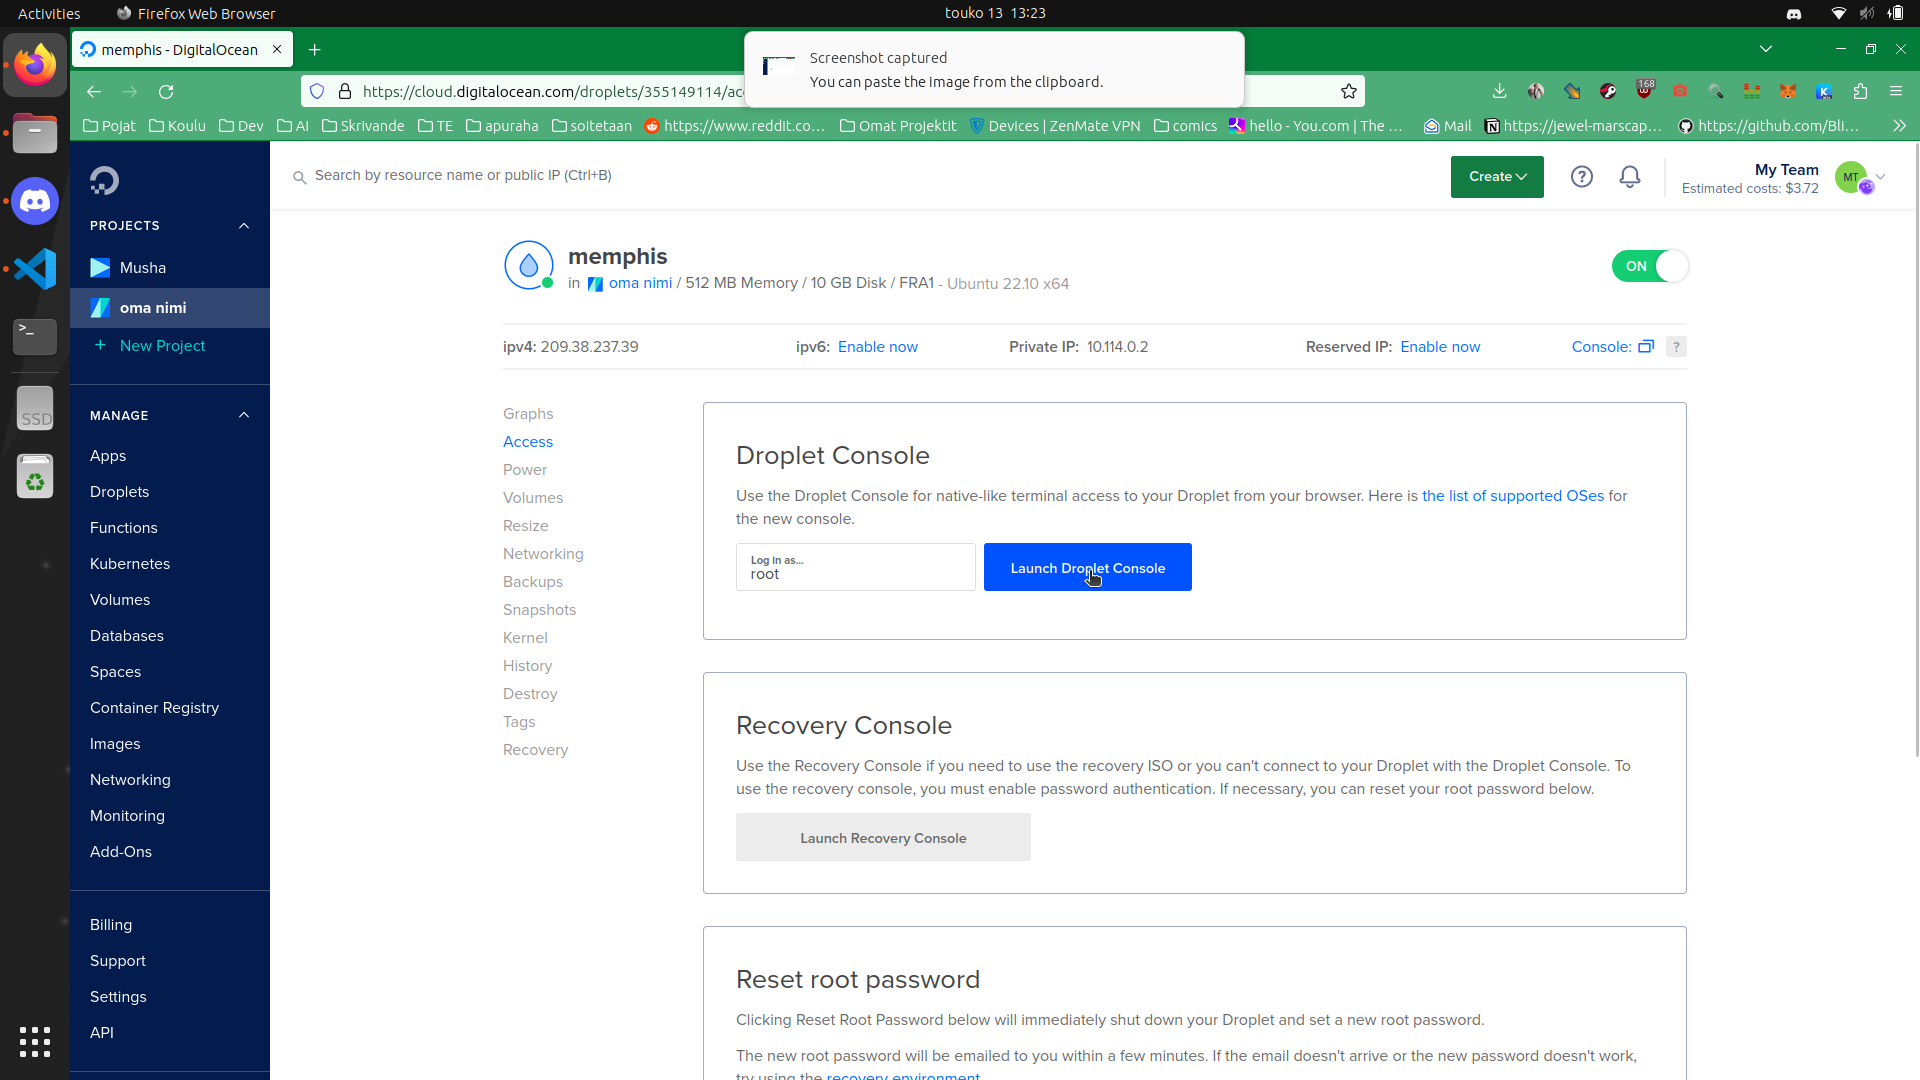 Activities
Firefox Web Browser
touko 13 13:23
memphis - DigitalOcean
Screenshot captured
You can paste the image from the clipboard.
https://cloud.digitalocean.com/droplets/355149114/acc
168
Pojat
Koulu
Dev
AI
Skrivande
TE
apuraha
soitetaan
https://www.reddit.co…
Omat Projektit
Devices | ZenMate VPN
comics
hello - You.com | The …
Mail
https://jewel-marscap…
https://github.com/Bli…
Search by resource name or public IP (Ctrl+B)
Create
My Team
Estimated costs: $3.72
MT
SSD
PROJECTS
Musha
oma nimi
+ New Project
MANAGE
Apps
Droplets
Functions
Kubernetes
Volumes
Databases
Spaces
Container Registry
Images
Networking
Monitoring
Add-Ons
Billing
Support
Settings
API
memphis
in oma nimi / 512 MB Memory / 10 GB Disk / FRA1 - Ubuntu 22.10 x64
ON
ipv4: 209.38.237.39
ipv6: Enable now
Private IP: 10.114.0.2
Reserved IP: Enable now
Console:
?
Graphs
Access
Power
Volumes
Resize
Networking
Backups
Snapshots
Kernel
History
Destroy
Tags
Recovery
Droplet Console
Use the Droplet Console for native-like terminal access to your Droplet from your browser. Here is the list of supported OSes for
the new console.
Log in as...
root
Launch Droplet Console
Recovery Console
Use the Recovery Console if you need to use the recovery ISO or you can't connect to your Droplet with the Droplet Console. To
use the recovery console, you must enable password authentication. If necessary, you can reset your root password below.
Launch Recovery Console
Reset root password
Clicking Reset Root Password below will immediately shut down your Droplet and set a new root password.
The new root password will be emailed to you within a few minutes. If the email doesn't arrive or the new password doesn't work,
try using the recovery environment